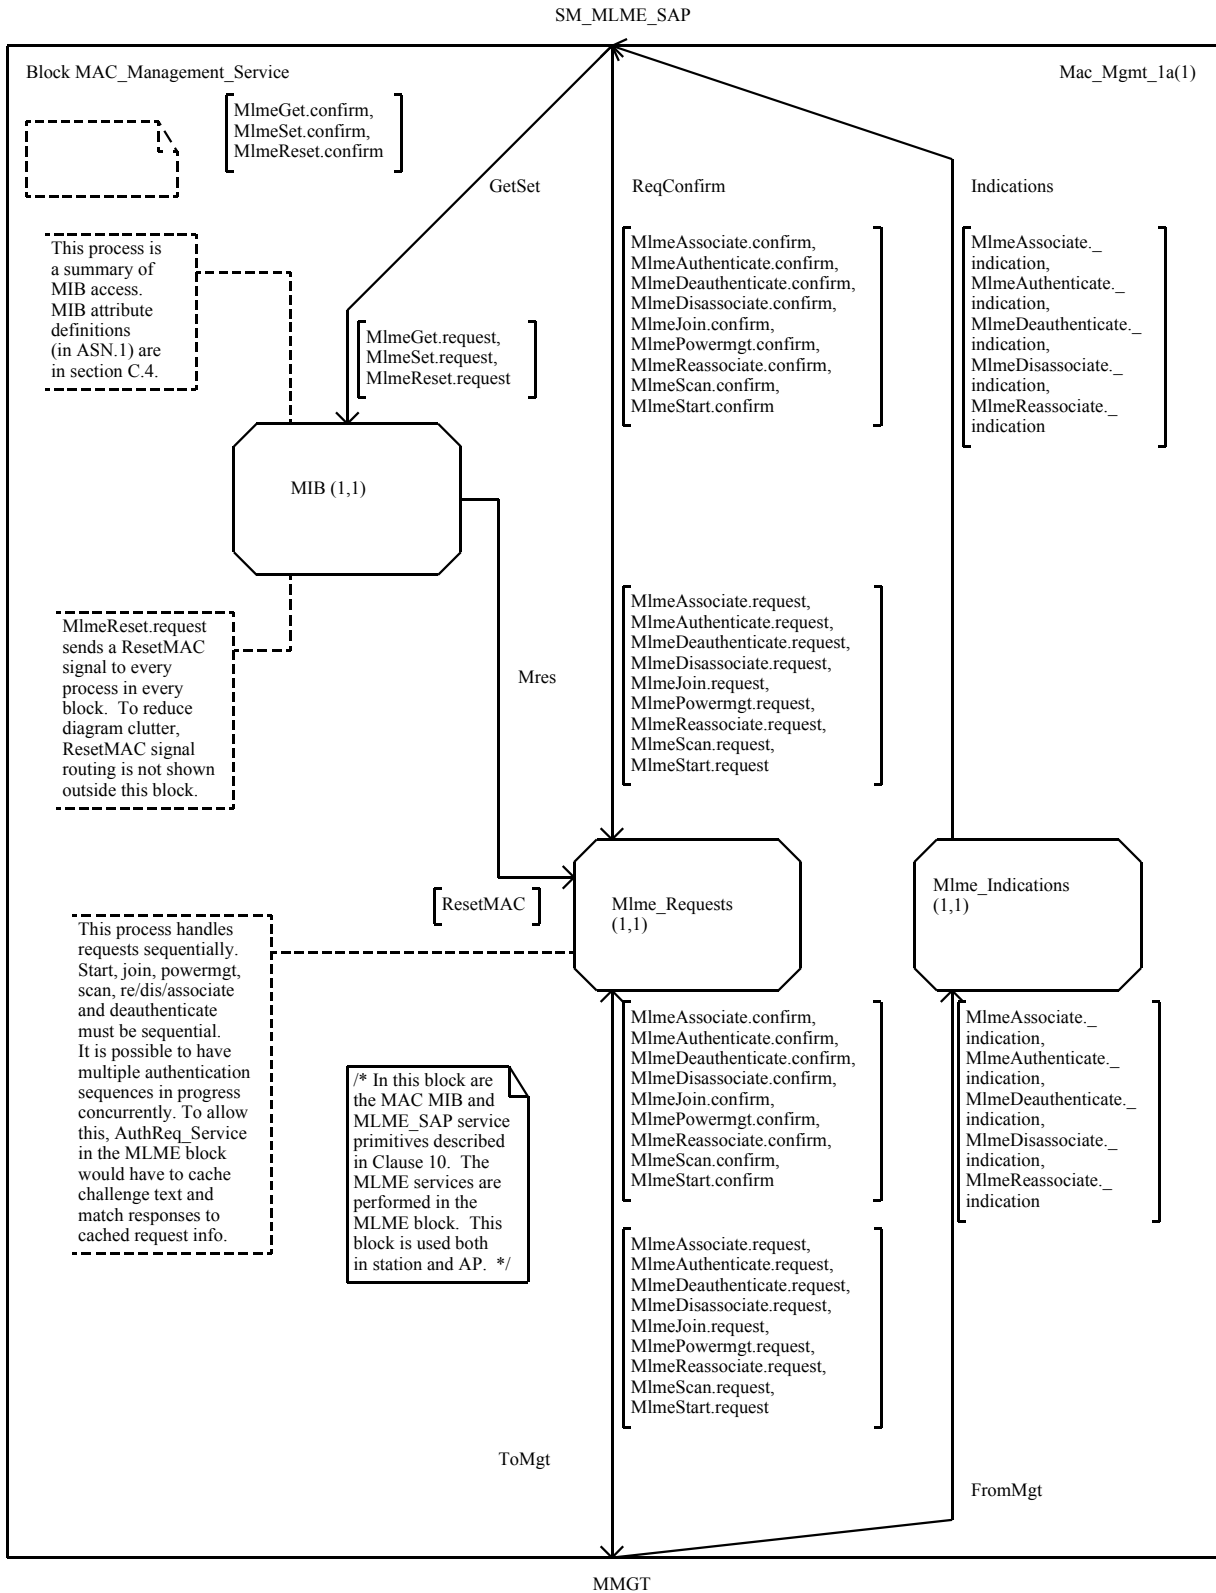 SM_MLME_SAP
Block MAC_Management_Service
Mac_Mgmt_1a(1)
MlmeGet.confirm,
MlmeSet.confirm,
MlmeReset.confirm
GetSet
ReqConfirm
Indications
This process is
a summary of
MIB access.
MIB attribute
definitions
(in ASN.1) are
in section C.4.
MlmeGet.request,
MlmeSet.request,
MlmeReset.request
MlmeAssociate.confirm,
MlmeAuthenticate.confirm,
MlmeDeauthenticate.confirm,
MlmeDisassociate.confirm,
MlmeJoin.confirm,
MlmePowermgt.confirm,
MlmeReassociate.confirm,
MlmeScan.confirm,
MlmeStart.confirm
MlmeAssociate._
indication,
MlmeAuthenticate._
indication,
MlmeDeauthenticate._
indication,
MlmeDisassociate._
indication,
MlmeReassociate._
indication
MIB (1,1)
MlmeReset.request
sends a ResetMAC
signal to every
process in every
block. To reduce
diagram clutter,
ResetMAC signal
routing is not shown
outside this block.
Mres
MlmeAssociate.request,
MlmeAuthenticate.request,
MlmeDeauthenticate.request,
MlmeDisassociate.request,
MlmeJoin.request,
MlmePowermgt.request,
MlmeReassociate.request,
MlmeScan.request,
MlmeStart.request
ResetMAC
Mlme_Requests
(1,1)
Mlme_Indications
(1,1)
This process handles
requests sequentially.
Start, join, powermgt,
scan, re/dis/associate
and deauthenticate
must be sequential.
It is possible to have
multiple authentication
sequences in progress
concurrently. To allow
this, AuthReq_Service
in the MLME block
would have to cache
challenge text and
match responses to
cached request info.
/* In this block are
the MAC MIB and
MLME_SAP service
primitives described
in Clause 10. The
MLME services are
performed in the
MLME block. This
block is used both
in station and AP. */
MlmeAssociate.confirm,
MlmeAuthenticate.confirm,
MlmeDeauthenticate.confirm,
MlmeDisassociate.confirm,
MlmeJoin.confirm,
MlmePowermgt.confirm,
MlmeReassociate.confirm,
MlmeScan.confirm,
MlmeStart.confirm
MlmeAssociate._
indication,
MlmeAuthenticate._
indication,
MlmeDeauthenticate._
indication,
MlmeDisassociate._
indication,
MlmeReassociate._
indication
MlmeAssociate.request,
MlmeAuthenticate.request,
MlmeDeauthenticate.request,
MlmeDisassociate.request,
MlmeJoin.request,
MlmePowermgt.request,
MlmeReassociate.request,
MlmeScan.request,
MlmeStart.request
ToMgt
FromMgt
MMGT